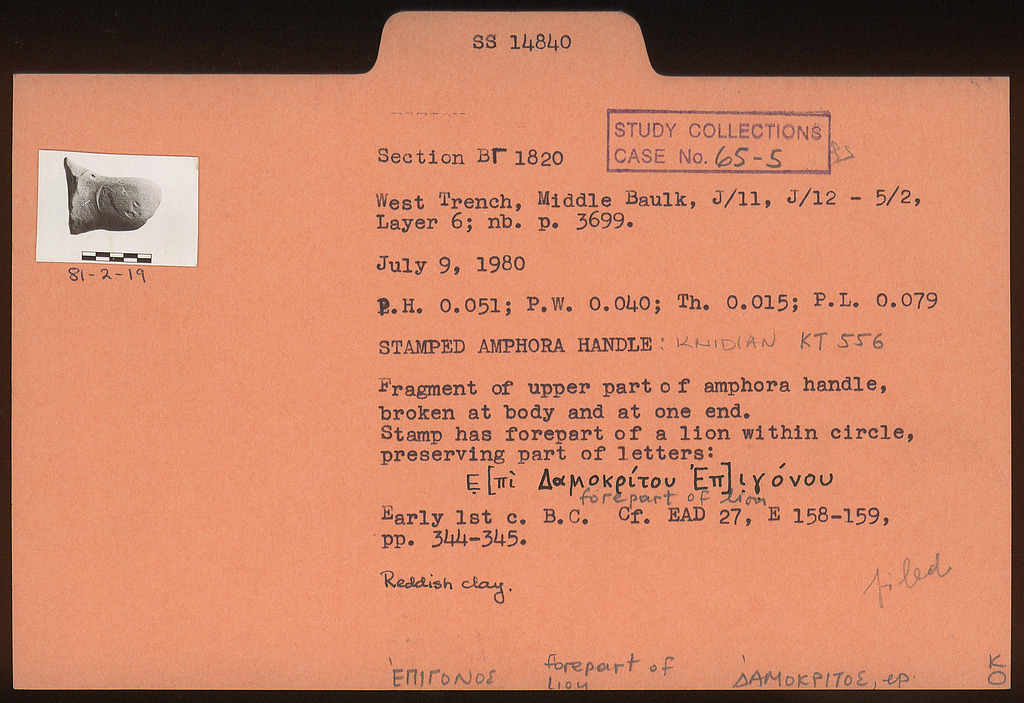 SS 14840
STUDY COLLECTIONS
CASE No. 65-5
Section ΒΓ 1820
West Trench, Middle Baulk, J/11, J/12 - 5/2,
Layer 6; nb. p. 3699.
81-2-19
July 9, 1980
P.H. 0.051; P.W. 0.040; Th. 0.015; P.L. 0.079
STAMPED AMPHORA HANDLE: KNIDIAN KT 556
Fragment of upper part of amphora handle,
broken at body and at one end.
Stamp has forepart of a lion within circle,
preserving part of letters:
Ẹ[πὶ Δαμοκρίτου Ἐπ]ι̣γόνου
forepart of lion
Early 1st c. B.C. Cf. EAD 27, E 158-159,
pp. 344-345.
Reddish clay.
filed
ἘΠΙΓΟΝΟΣ forepart of lion ΔΑΜΟΚΡΙΤΟΣ, ep. KO